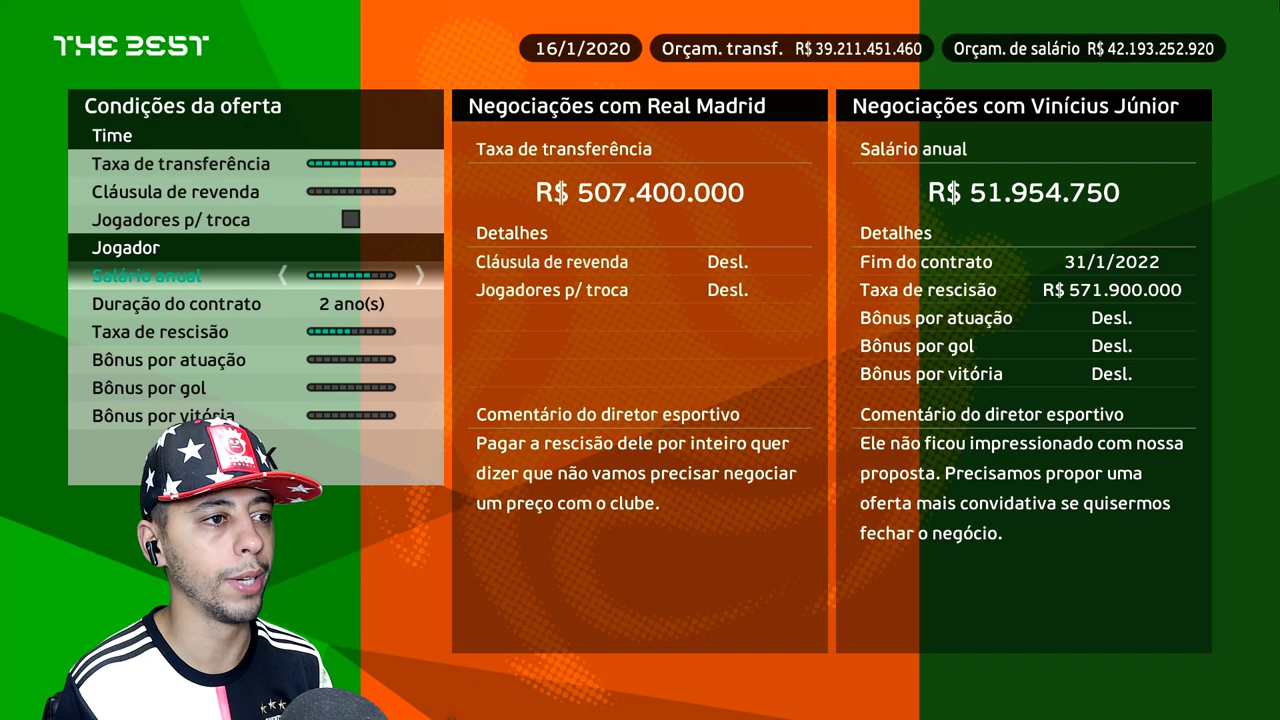 THE BEST
16/1/2020
Orçam. transf. R$ 39.211.451.460
Orçam. de salário R$ 42.193.252.920
Condições da oferta
Time
Taxa de transferência
Cláusula de revenda
Jogadores p/ troca
Jogador
Salário anual
Duração do contrato 2 ano(s)
Taxa de rescisão
Bônus por atuação
Bônus por gol
Bônus por vitória
Negociações com Real Madrid
Taxa de transferência
R$ 507.400.000
Detalhes
Cláusula de revenda Desl.
Jogadores p/ troca Desl.
Comentário do diretor esportivo
Pagar a rescisão dele por inteiro quer
dizer que não vamos precisar negociar
um preço com o clube.
Negociações com Vinícius Júnior
Salário anual
R$ 51.954.750
Detalhes
Fim do contrato 31/1/2022
Taxa de rescisão R$ 571.900.000
Bônus por atuação Desl.
Bônus por gol Desl.
Bônus por vitória Desl.
Comentário do diretor esportivo
Ele não ficou impressionado com nossa
proposta. Precisamos propor uma
oferta mais convidativa se quisermos
fechar o negócio.